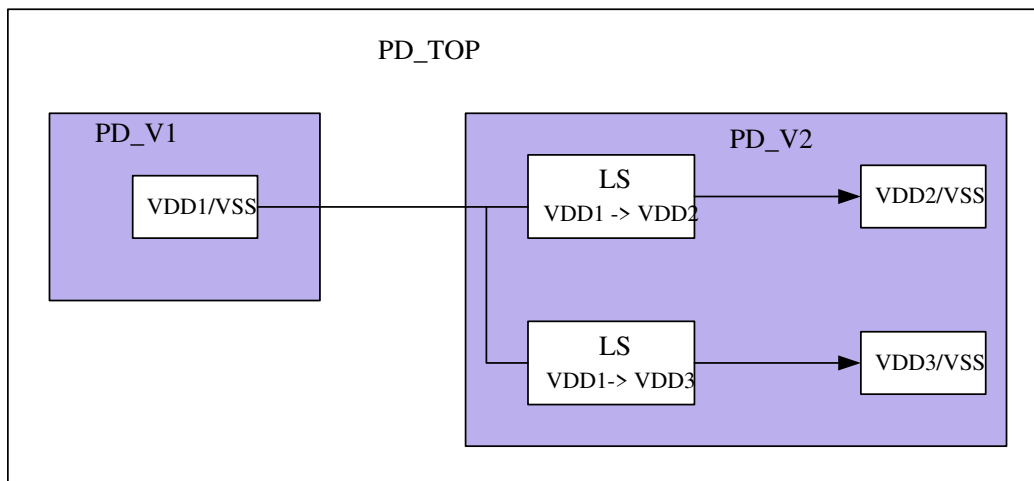 PD_TOP
PD_V1
VDD1/VSS
PD_V2
LS
VDD1 -> VDD2
VDD2/VSS
LS
VDD1-> VDD3
VDD3/VSS